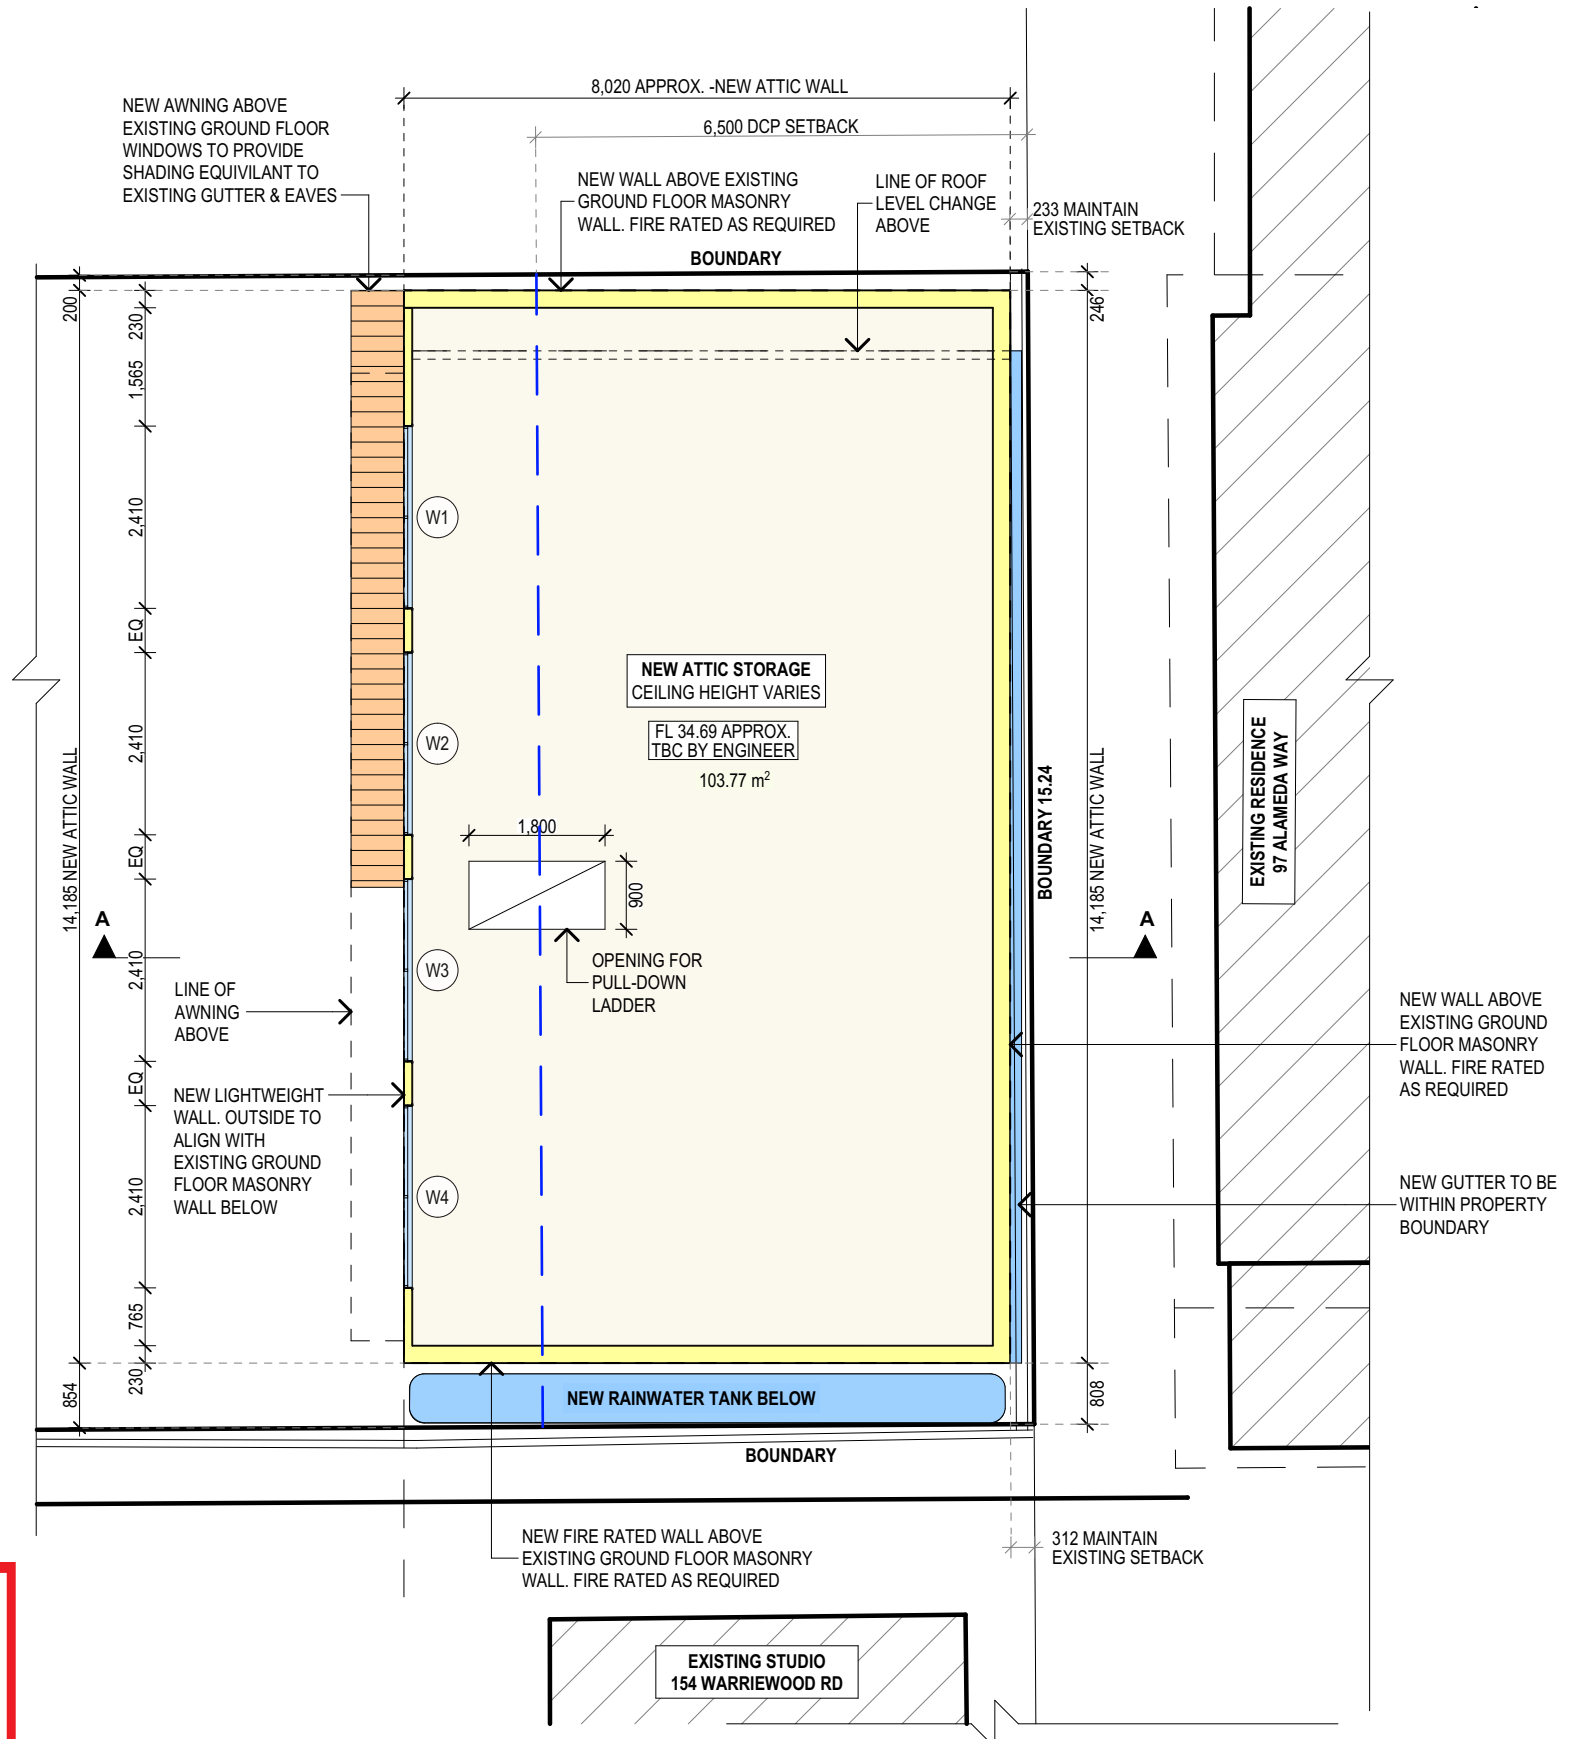 8,020 APPROX. -NEW ATTIC WALL
6,500 DCP SETBACK
NEW AWNING ABOVE
EXISTING GROUND FLOOR
WINDOWS TO PROVIDE
SHADING EQUIVILANT TO
EXISTING GUTTER & EAVES
NEW WALL ABOVE EXISTING
GROUND FLOOR MASONRY
WALL. FIRE RATED AS REQUIRED
LINE OF ROOF
LEVEL CHANGE
ABOVE
233 MAINTAIN
EXISTING SETBACK
BOUNDARY
200
230
1,565
2,410
EQ
2,410
EQ
2,410
EQ
2,410
765
230
14,185 NEW ATTIC WALL
854
W1
W2
W3
W4
NEW ATTIC STORAGE
CEILING HEIGHT VARIES
FL 34.69 APPROX.
TBC BY ENGINEER
103.77 m²
1,800
900
OPENING FOR
PULL-DOWN
LADDER
A
A
LINE OF
AWNING
ABOVE
NEW LIGHTWEIGHT
WALL. OUTSIDE TO
ALIGN WITH
EXISTING GROUND
FLOOR MASONRY
WALL BELOW
246
BOUNDARY 15.24
14,185 NEW ATTIC WALL
808
EXISTING RESIDENCE
97 ALAMEDA WAY
NEW WALL ABOVE
EXISTING GROUND
FLOOR MASONRY
WALL. FIRE RATED
AS REQUIRED
NEW GUTTER TO BE
WITHIN PROPERTY
BOUNDARY
NEW RAINWATER TANK BELOW
BOUNDARY
NEW FIRE RATED WALL ABOVE
EXISTING GROUND FLOOR MASONRY
WALL. FIRE RATED AS REQUIRED
312 MAINTAIN
EXISTING SETBACK
EXISTING STUDIO
154 WARRIEWOOD RD